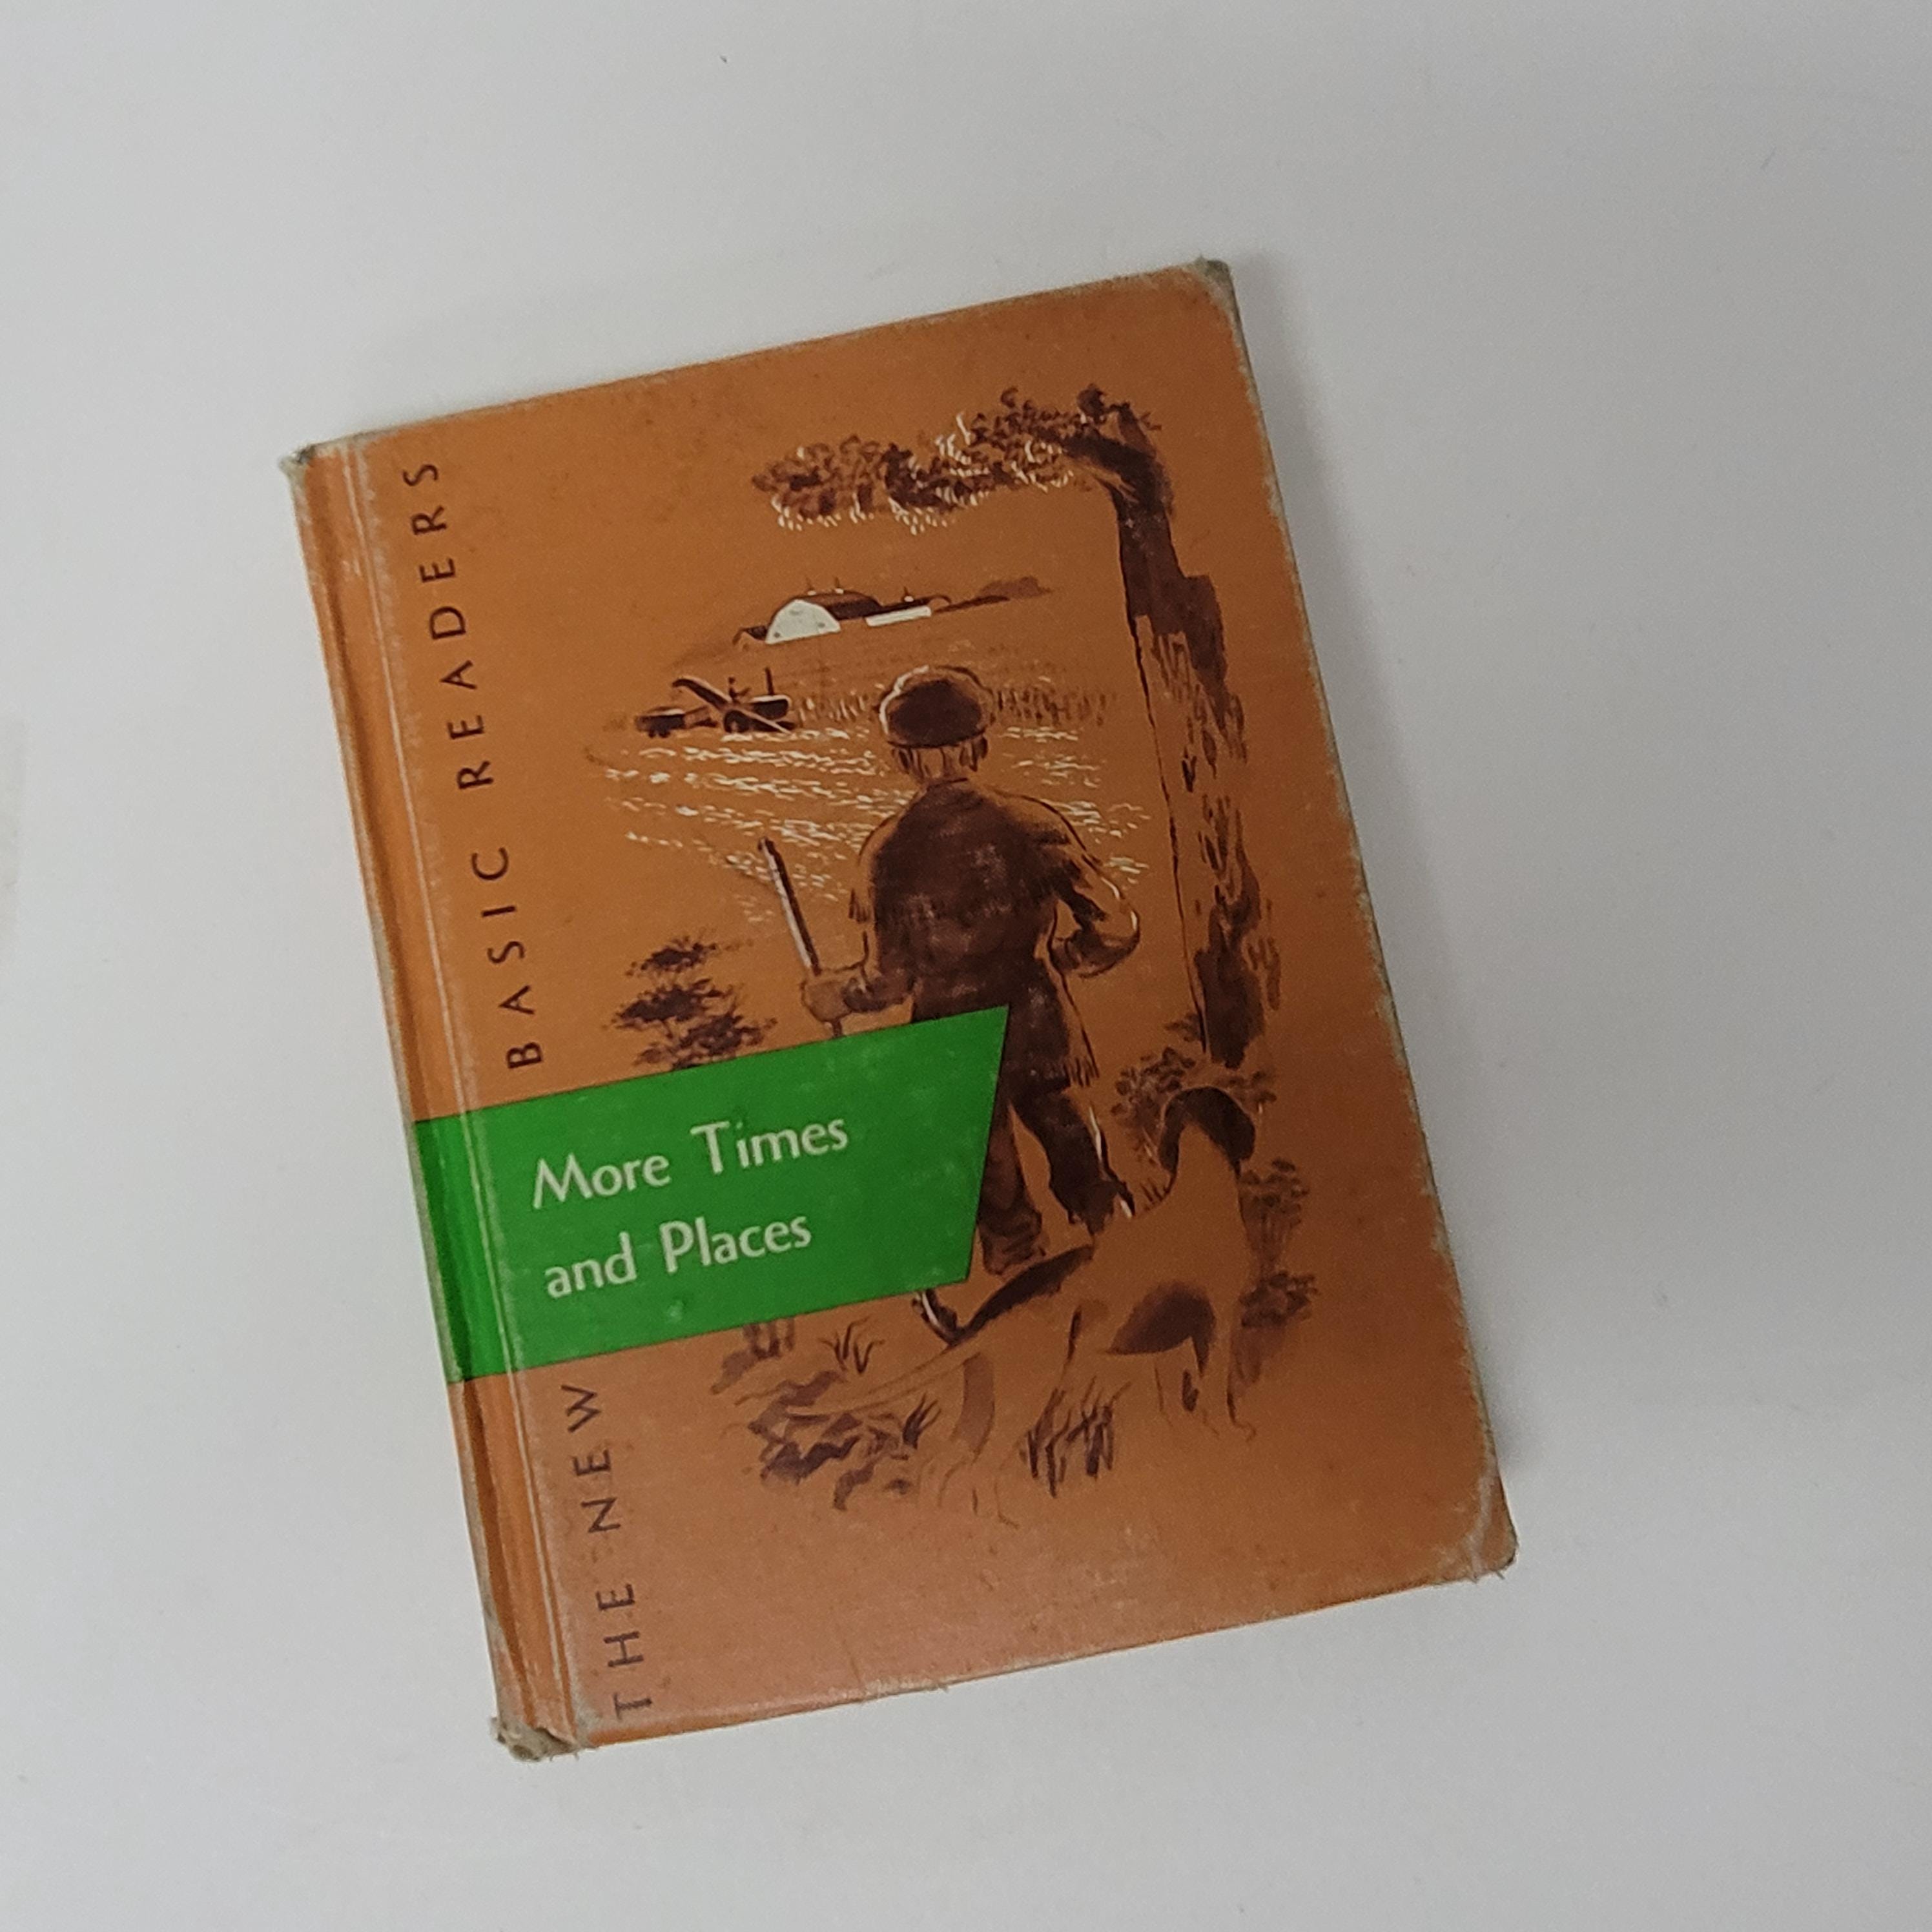 THE NEW BASIC READERS
More Times
and Places